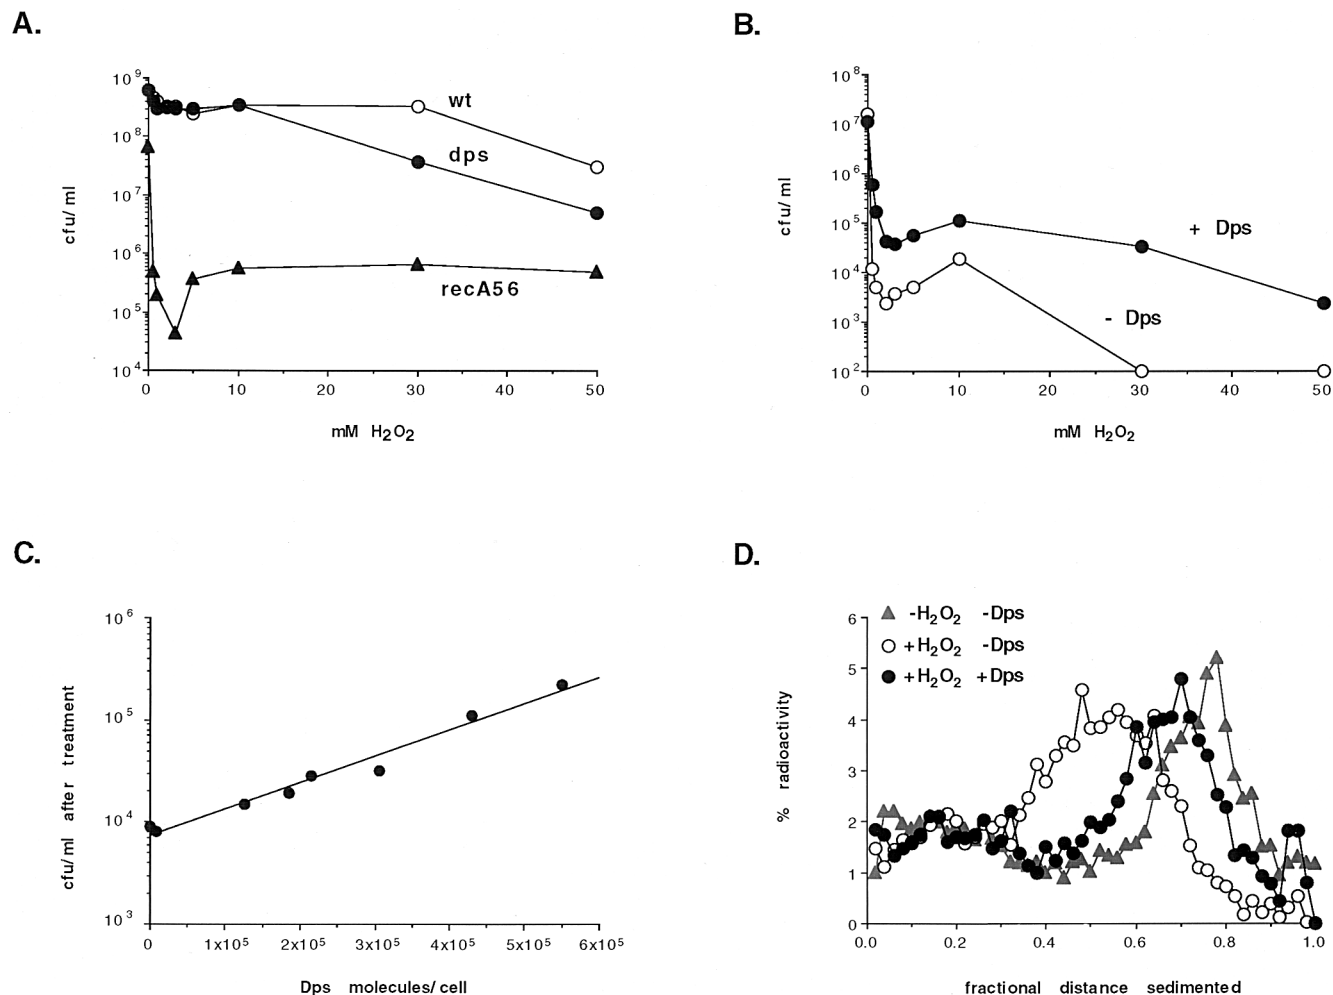 A.
10^9
10^8
10^7
10^6
10^5
10^4
cfu/ml
wt
dps
recA56
0 10 20 30 40 50
mM H2O2
B.
10^8
10^7
10^6
10^5
10^4
10^3
10^2
cfu/ml
+ Dps
- Dps
0 10 20 30 40 50
mM H2O2
C.
10^6
10^5
10^4
10^3
cfu/ml after treatment
0 1x10^5 2x10^5 3x10^5 4x10^5 5x10^5 6x10^5
Dps molecules/cell
D.
-H2O2 -Dps
+H2O2 -Dps
+H2O2 +Dps
6
5
4
3
2
1
0
% radioactivity
0.0 0.2 0.4 0.6 0.8 1.0
fractional distance sedimented